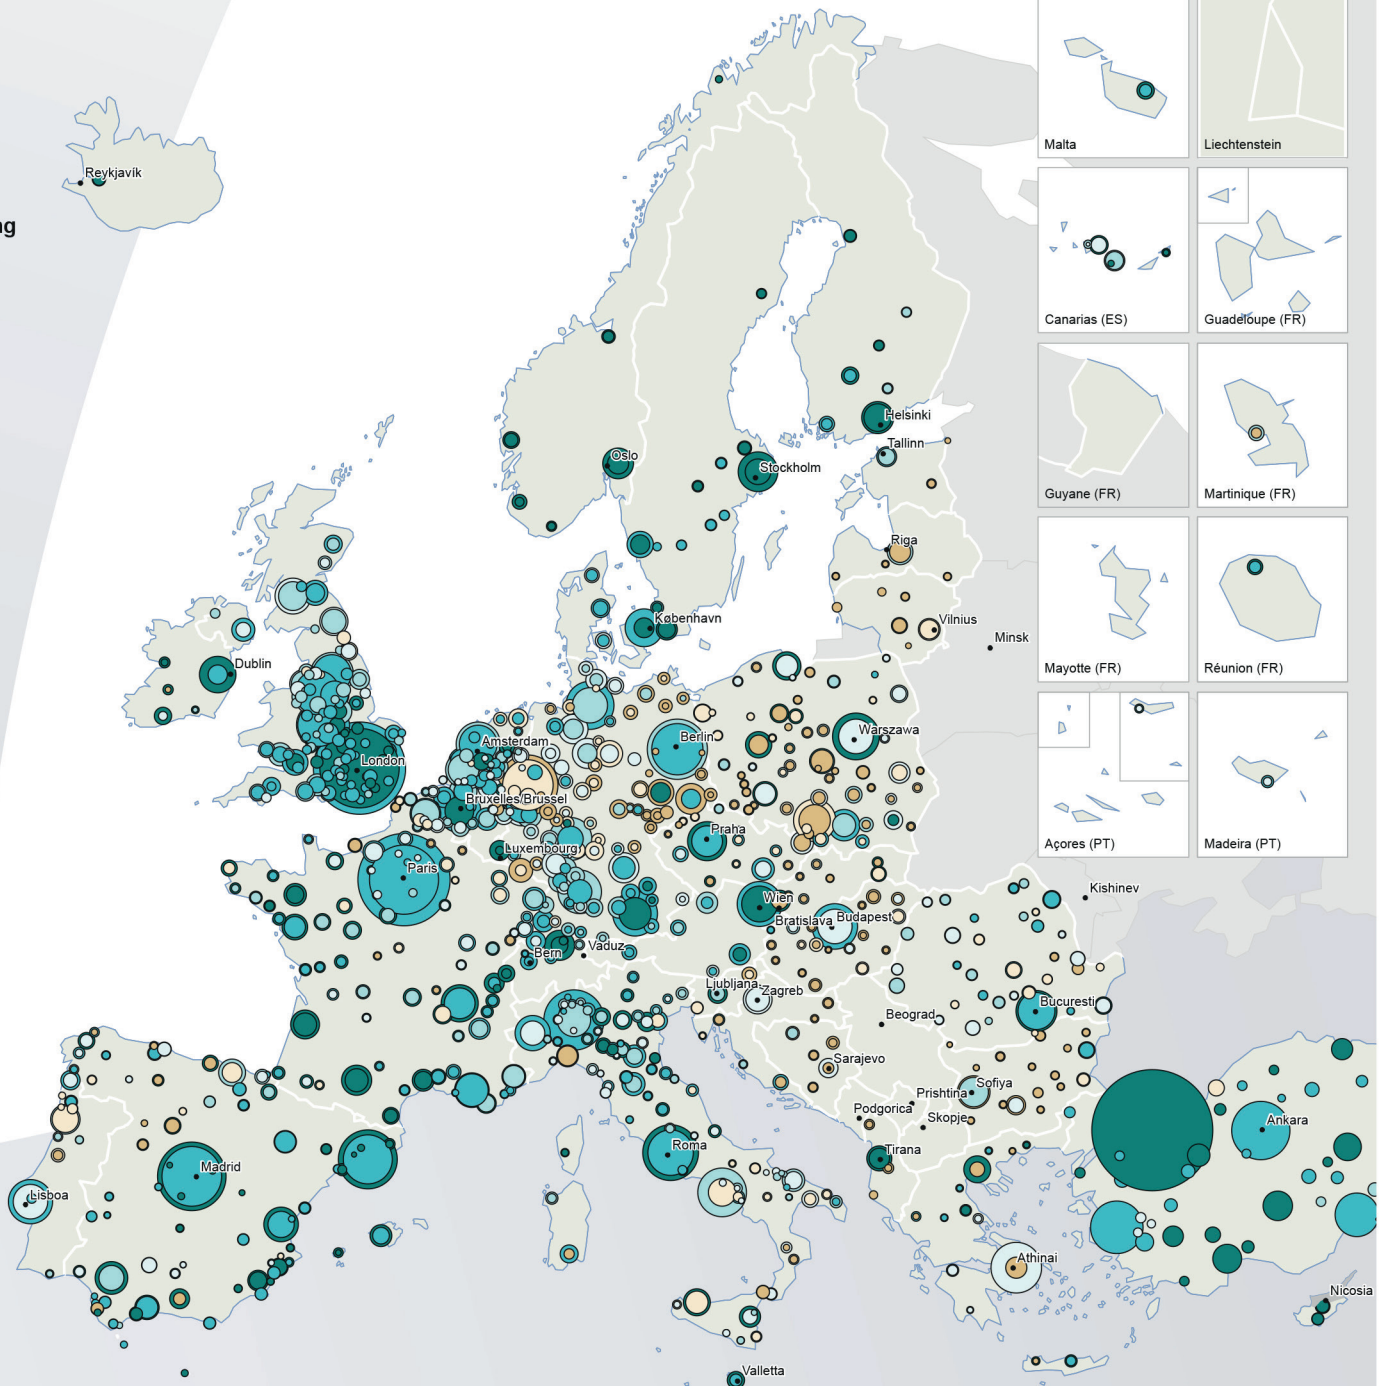 Malta
Liechtenstein
Reykjavík
ng
Canarias (ES)
Guadeloupe (FR)
Helsinki
Tallinn
Oslo
Stockholm
Guyane (FR)
Martinique (FR)
Riga
København
Vilnius
Minsk
Dublin
Mayotte (FR)
Réunion (FR)
Amsterdam
Berlin
Warszawa
London
Bruxelles/Brüssel
Praha
Luxembourg
Açores (PT)
Madeira (PT)
Paris
Wien
Kishinev
Bratislava
Budapest
Bern
Vaduz
Ljubljana
Zagreb
Bucuresti
Beograd
Sarajevo
Prishtina
Sofiya
Podgorica
Skopje
Ankara
Roma
Tirana
Madrid
Lisboa
Athinai
Nicosia
Valletta